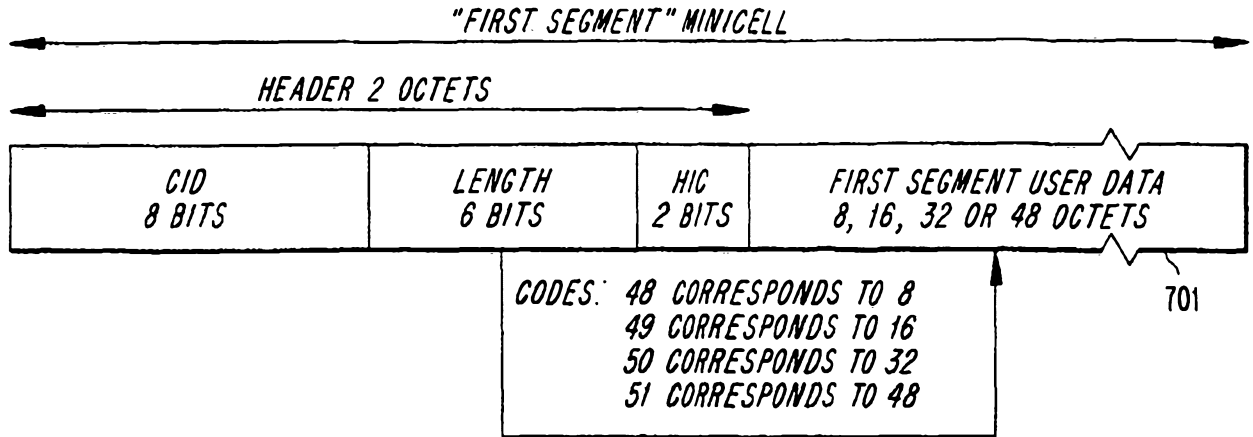 "FIRST SEGMENT" MINICELL
HEADER 2 OCTETS
CID
8 BITS
LENGTH
6 BITS
HIC
2 BITS
FIRST SEGMENT USER DATA
8, 16, 32 OR 48 OCTETS
CODES: 48 CORRESPONDS TO 8
49 CORRESPONDS TO 16
50 CORRESPONDS TO 32
51 CORRESPONDS TO 48
701